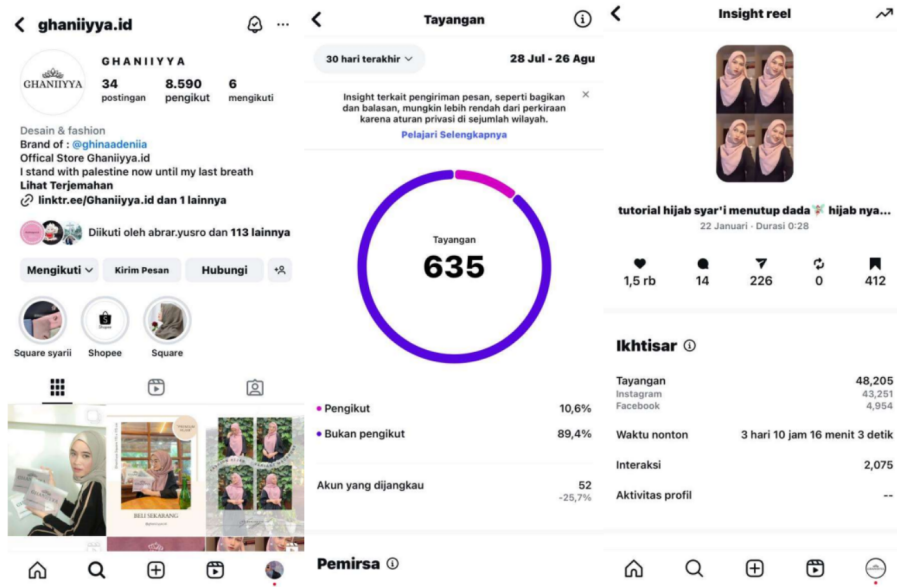 ghaniiyya.id
GHANIIYYA
GHANIIYYA
34
8.590
6
postingan
pengikut
mengikuti
Desain & fashion
Brand of : @ghinaadeniia
Offical Store Ghaniiyya.id
I stand with palestine now until my last breath
Lihat Terjemahan
linktr.ee/Ghaniiyya.id dan 1 lainnya
Diikuti oleh abrar.yusro dan 113 lainnya
Mengikuti
Kirim Pesan
Hubungi
Shopee
Square syarii
Shopee
Square
BELI SEKARANG
Tayangan
30 hari terakhir
28 Jul - 26 Agu
Insight terkait pengiriman pesan, seperti bagikan
dan balasan, mungkin lebih rendah dari perkiraan
karena aturan privasi di sejumlah wilayah.
Pelajari Selengkapnya
Tayangan
635
Pengikut 10,6%
Bukan pengikut 89,4%
Akun yang dijangkau 52
-25,7%
Pemirsa
Insight reel
tutorial hijab syar'i menutup dada🧚🏻 hijab nya...
22 Januari · Durasi 0:28
1,5 rb
14
226
0
412
Ikhtisar
Tayangan 48,205
Instagram 43,251
Facebook 4,954
Waktu nonton 3 hari 10 jam 16 menit 3 detik
Interaksi 2,075
Aktivitas profil --